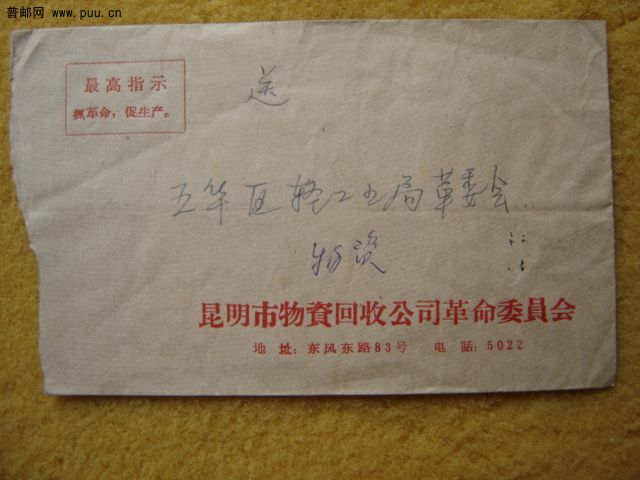 普邮网 www.puu.cn
最高指示
抓革命，促生产。
送
五华区轻工业局革委会
物资
昆明市物資回收公司革命委員会
地 址：东风东路83号 电 話：5022